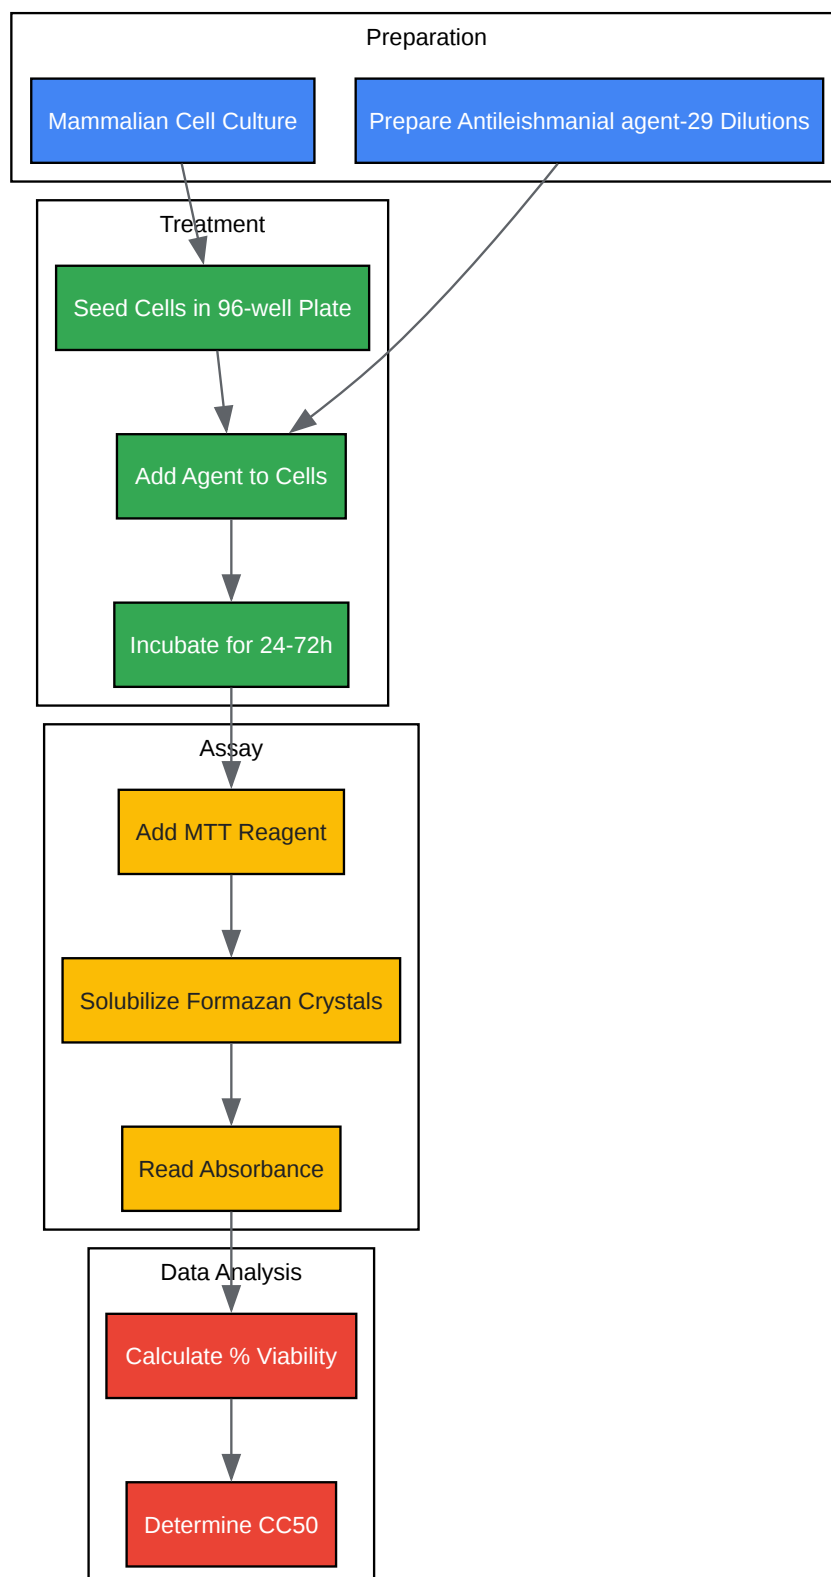 Preparation
Mammalian Cell Culture
Prepare Antileishmanial agent-29 Dilutions
Treatment
Seed Cells in 96-well Plate
Add Agent to Cells
Incubate for 24-72h
Assay
Add MTT Reagent
Solubilize Formazan Crystals
Read Absorbance
Data Analysis
Calculate % Viability
Determine CC50